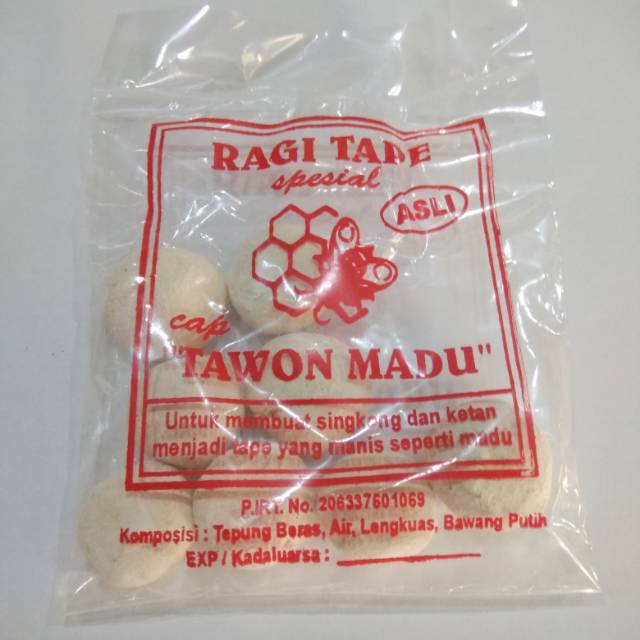 RAGI TAPE
spesial
ASLI
cap
"TAWON MADU"
Untuk membuat singkong dan ketan
menjadi tape yang manis seperti madu
P.IRT. No. 206337601069
Komposisi : Tepung Beras, Air, Lengkuas, Bawang Putih
EXP / Kadaluarsa :